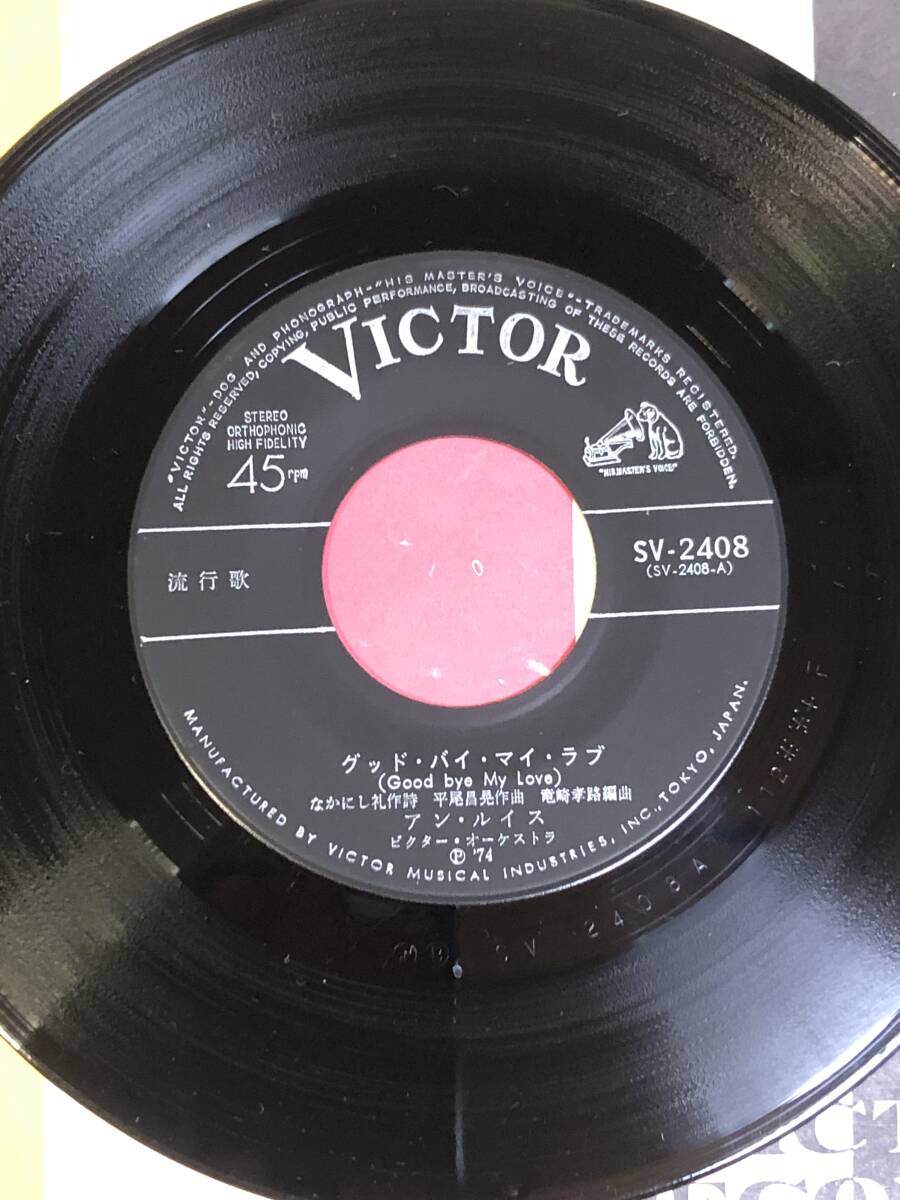 "VICTOR"-DOG AND PHONOGRAPH-"HIS MASTER'S VOICE"-TRADEMARKS REGISTERED.
ALL RIGHTS RESERVED, COPYING, PUBLIC PERFORMANCE, BROADCASTING OF THESE RECORDS ARE FORBIDDEN.
VICTOR
STEREO
ORTHOPHONIC
HIGH FIDELITY
45rpm
"HIS MASTER'S VOICE"
流行歌
SV-2408
(SV-2408-A)
グッド・バイ・マイ・ラブ
(Good bye My Love)
なかにし礼作詩 平尾昌晃作曲 竜崎孝路編曲
アン・ルイス
ビクター・オーケストラ
Ⓟ '74
MANUFACTURED BY VICTOR MUSICAL INDUSTRIES, INC., TOKYO, JAPAN.
SV 2408A